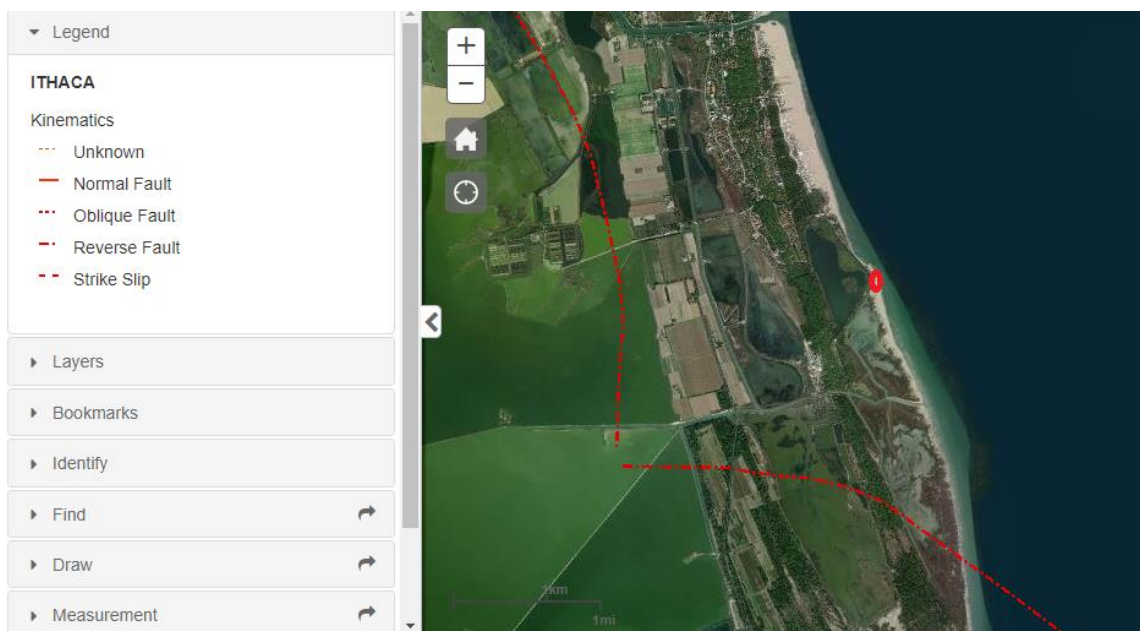 Legend
ITHACA
Kinematics
Unknown
Normal Fault
Oblique Fault
Reverse Fault
Strike Slip
Layers
Bookmarks
Identify
Find
Draw
Measurement
+
−
1km
1mi